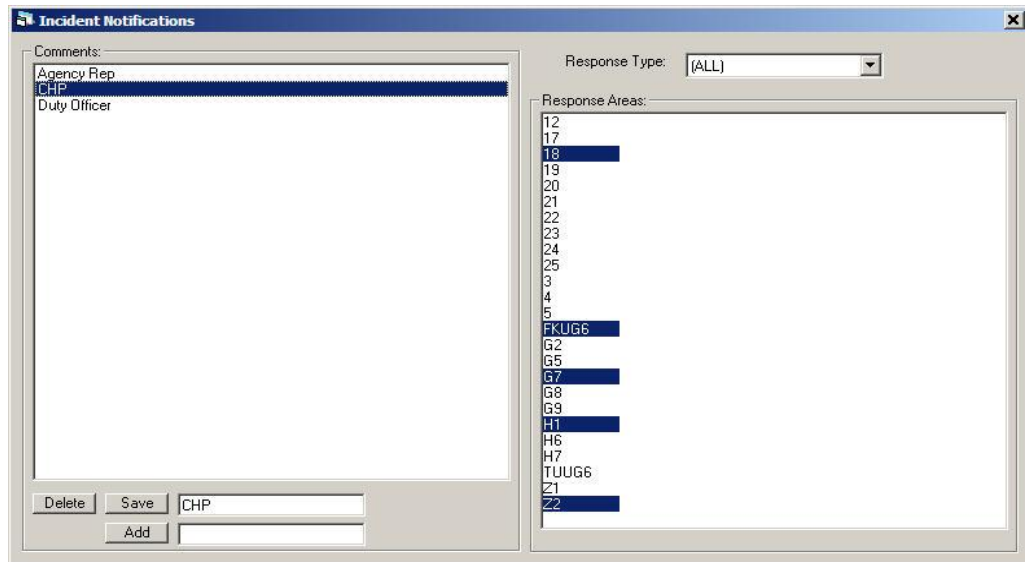 Incident Notifications
Comments:
Agency Rep
CHP
Duty Officer
Delete
Save
CHP
Add
Response Type:
(ALL)
Response Areas:
12
17
18
19
20
21
22
23
24
25
3
4
5
FKUG6
G2
G5
G7
G8
G9
H1
H6
H7
TUUG6
Z1
Z2